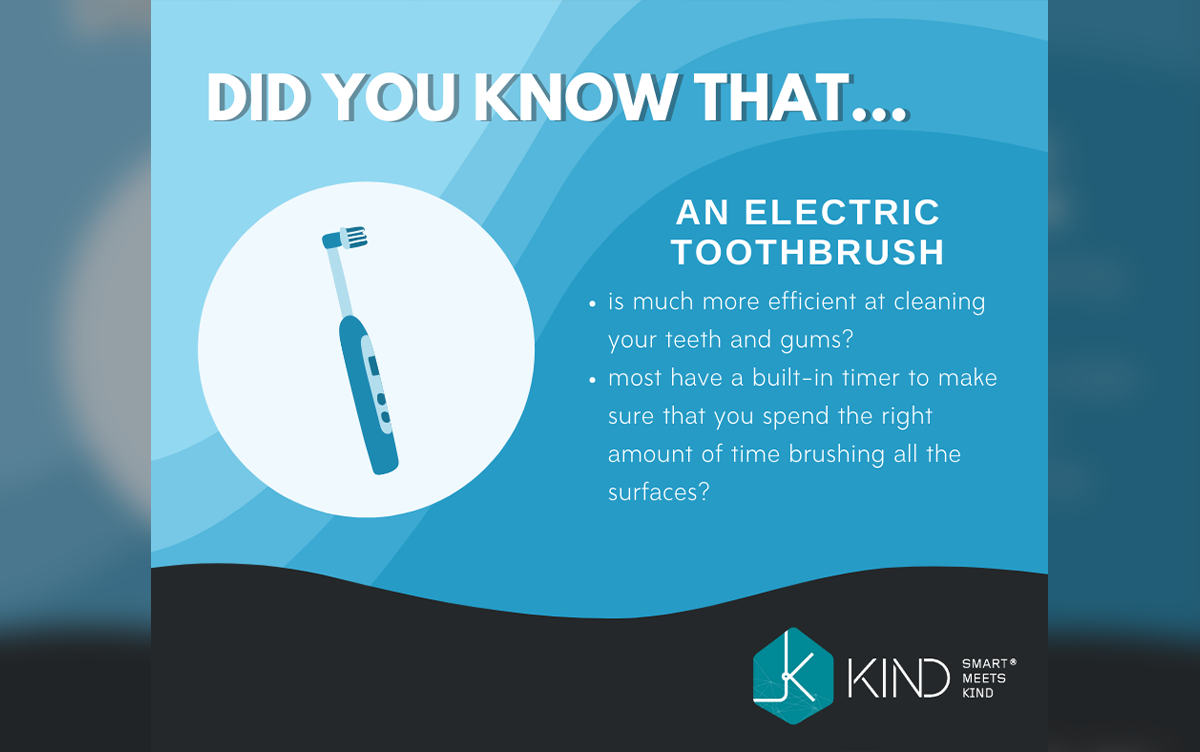 DID YOU KNOW THAT...
AN ELECTRIC
TOOTHBRUSH
• is much more efficient at cleaning
your teeth and gums?
• most have a built-in timer to make
sure that you spend the right
amount of time brushing all the
surfaces?
KIND
SMART®
MEETS
KIND